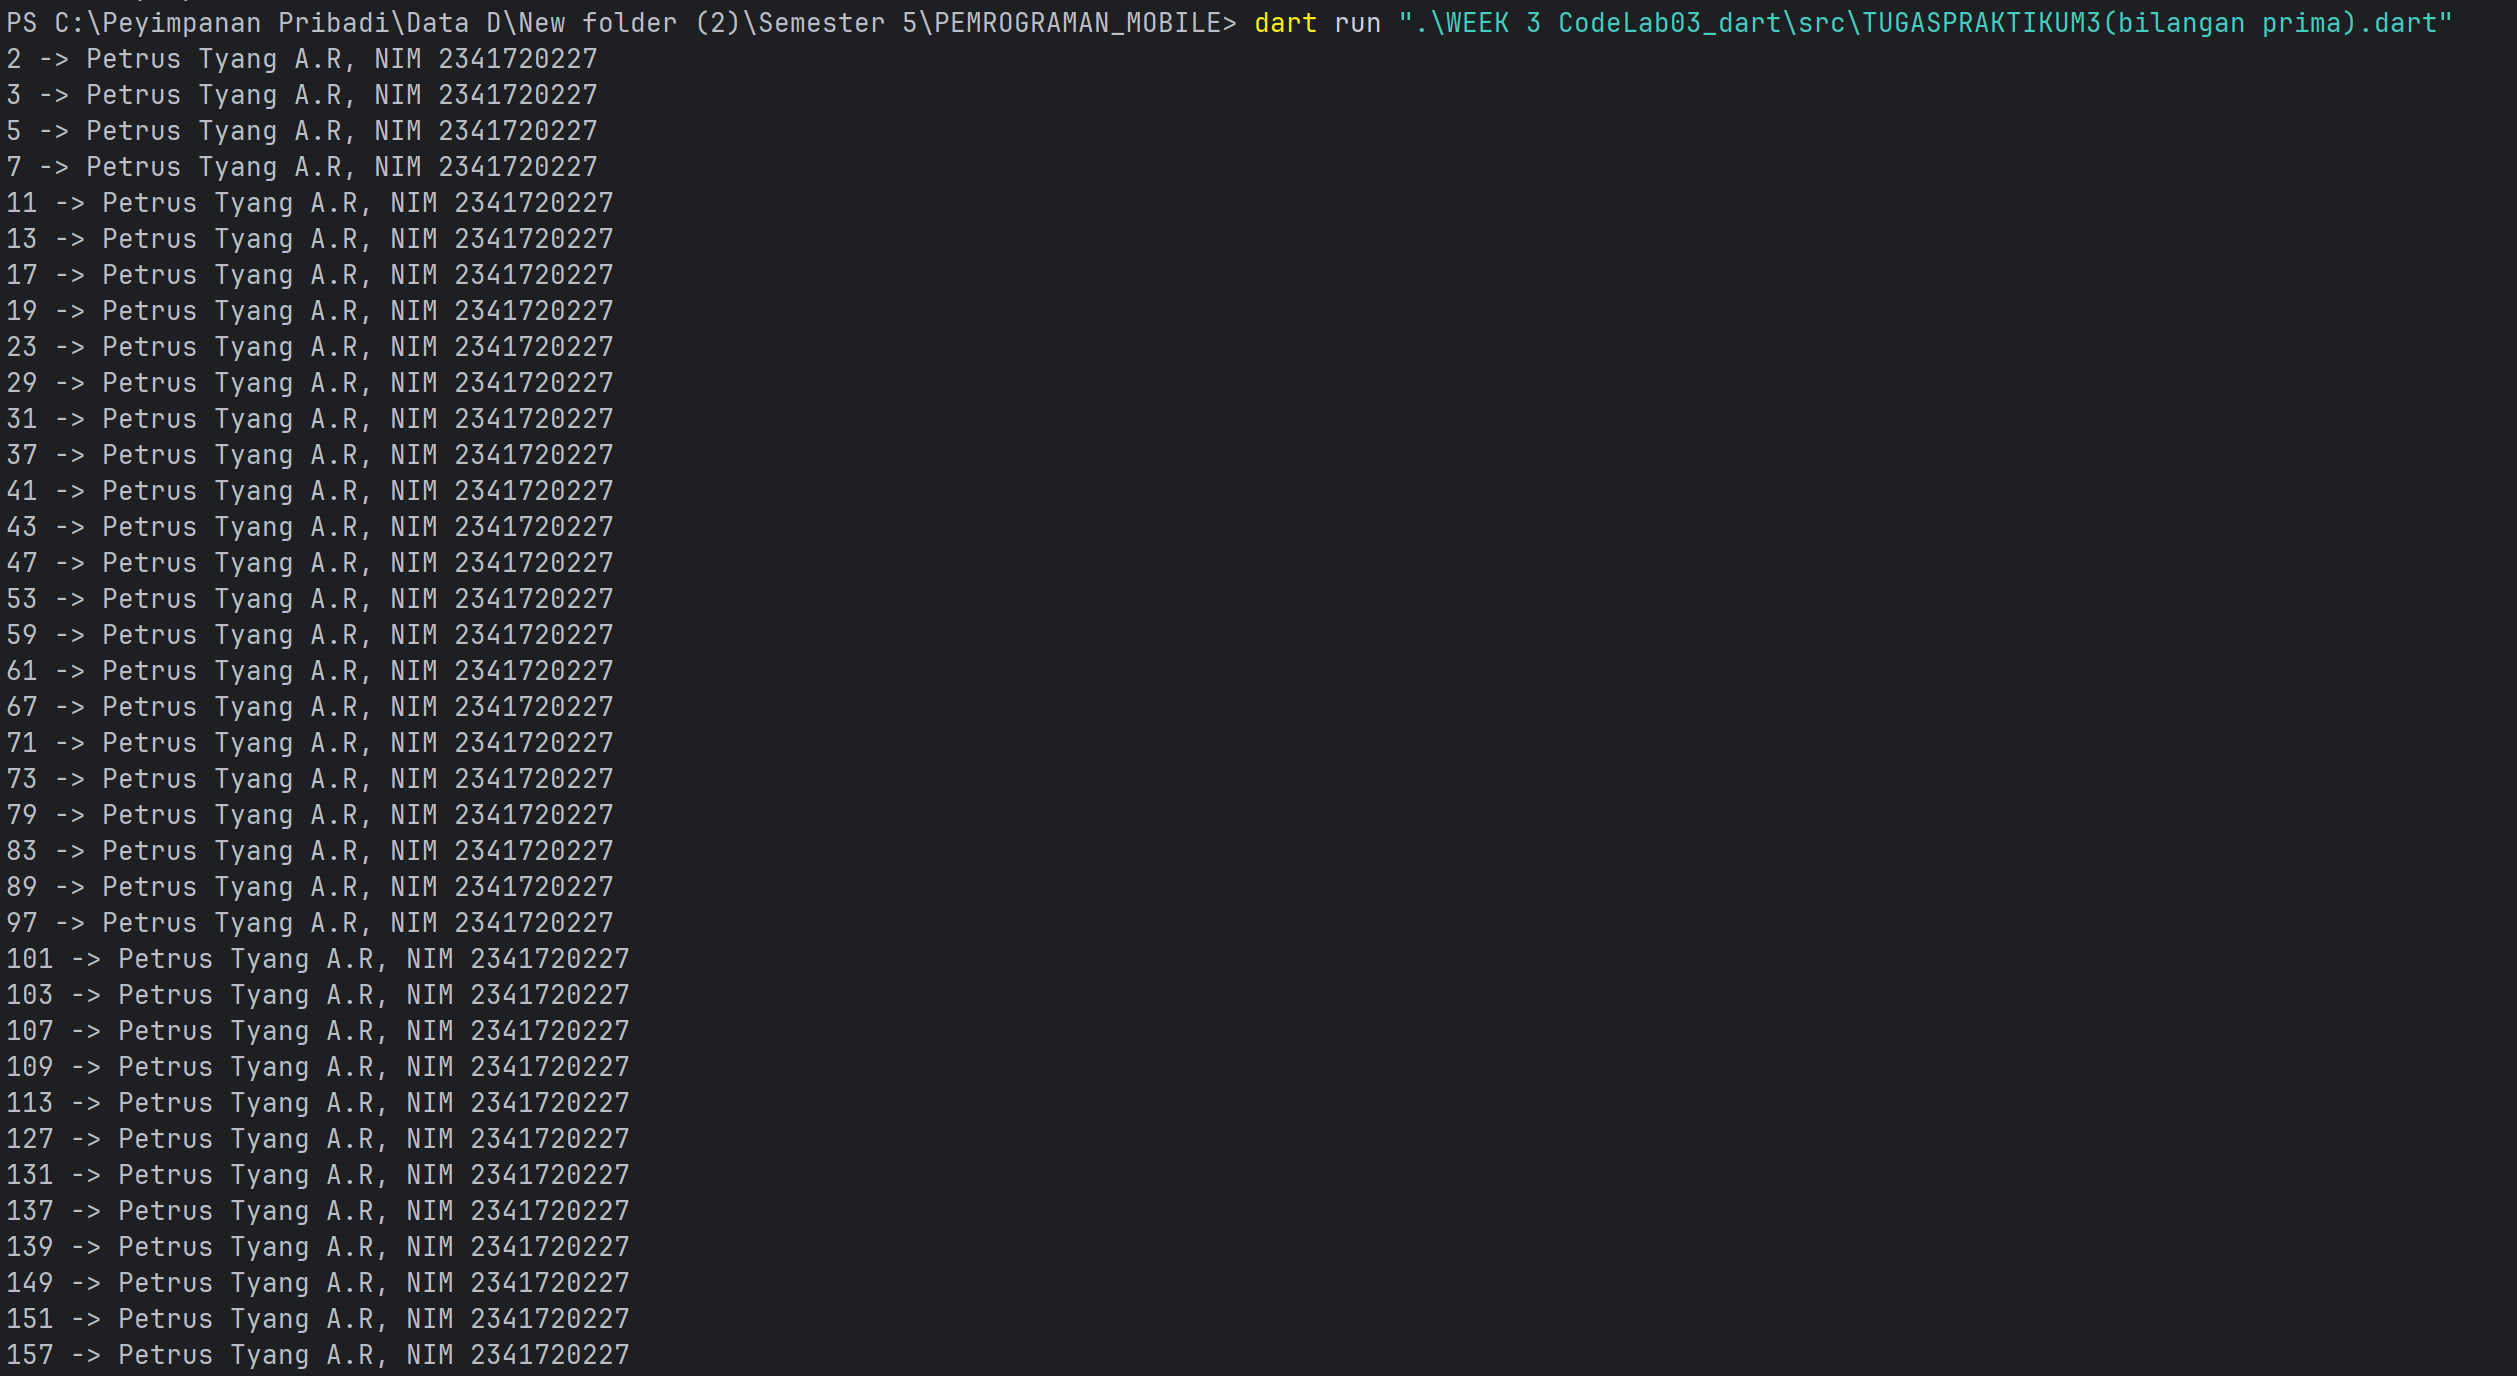 PS C:\Peyimpanan Pribadi\Data D\New folder (2)\Semester 5\PEMROGRAMAN_MOBILE> dart run ".\WEEK 3 CodeLab03_dart\src\TUGASPRAKTIKUM3(bilangan prima).dart"
2 -> Petrus Tyang A.R, NIM 2341720227
3 -> Petrus Tyang A.R, NIM 2341720227
5 -> Petrus Tyang A.R, NIM 2341720227
7 -> Petrus Tyang A.R, NIM 2341720227
11 -> Petrus Tyang A.R, NIM 2341720227
13 -> Petrus Tyang A.R, NIM 2341720227
17 -> Petrus Tyang A.R, NIM 2341720227
19 -> Petrus Tyang A.R, NIM 2341720227
23 -> Petrus Tyang A.R, NIM 2341720227
29 -> Petrus Tyang A.R, NIM 2341720227
31 -> Petrus Tyang A.R, NIM 2341720227
37 -> Petrus Tyang A.R, NIM 2341720227
41 -> Petrus Tyang A.R, NIM 2341720227
43 -> Petrus Tyang A.R, NIM 2341720227
47 -> Petrus Tyang A.R, NIM 2341720227
53 -> Petrus Tyang A.R, NIM 2341720227
59 -> Petrus Tyang A.R, NIM 2341720227
61 -> Petrus Tyang A.R, NIM 2341720227
67 -> Petrus Tyang A.R, NIM 2341720227
71 -> Petrus Tyang A.R, NIM 2341720227
73 -> Petrus Tyang A.R, NIM 2341720227
79 -> Petrus Tyang A.R, NIM 2341720227
83 -> Petrus Tyang A.R, NIM 2341720227
89 -> Petrus Tyang A.R, NIM 2341720227
97 -> Petrus Tyang A.R, NIM 2341720227
101 -> Petrus Tyang A.R, NIM 2341720227
103 -> Petrus Tyang A.R, NIM 2341720227
107 -> Petrus Tyang A.R, NIM 2341720227
109 -> Petrus Tyang A.R, NIM 2341720227
113 -> Petrus Tyang A.R, NIM 2341720227
127 -> Petrus Tyang A.R, NIM 2341720227
131 -> Petrus Tyang A.R, NIM 2341720227
137 -> Petrus Tyang A.R, NIM 2341720227
139 -> Petrus Tyang A.R, NIM 2341720227
149 -> Petrus Tyang A.R, NIM 2341720227
151 -> Petrus Tyang A.R, NIM 2341720227
157 -> Petrus Tyang A.R, NIM 2341720227